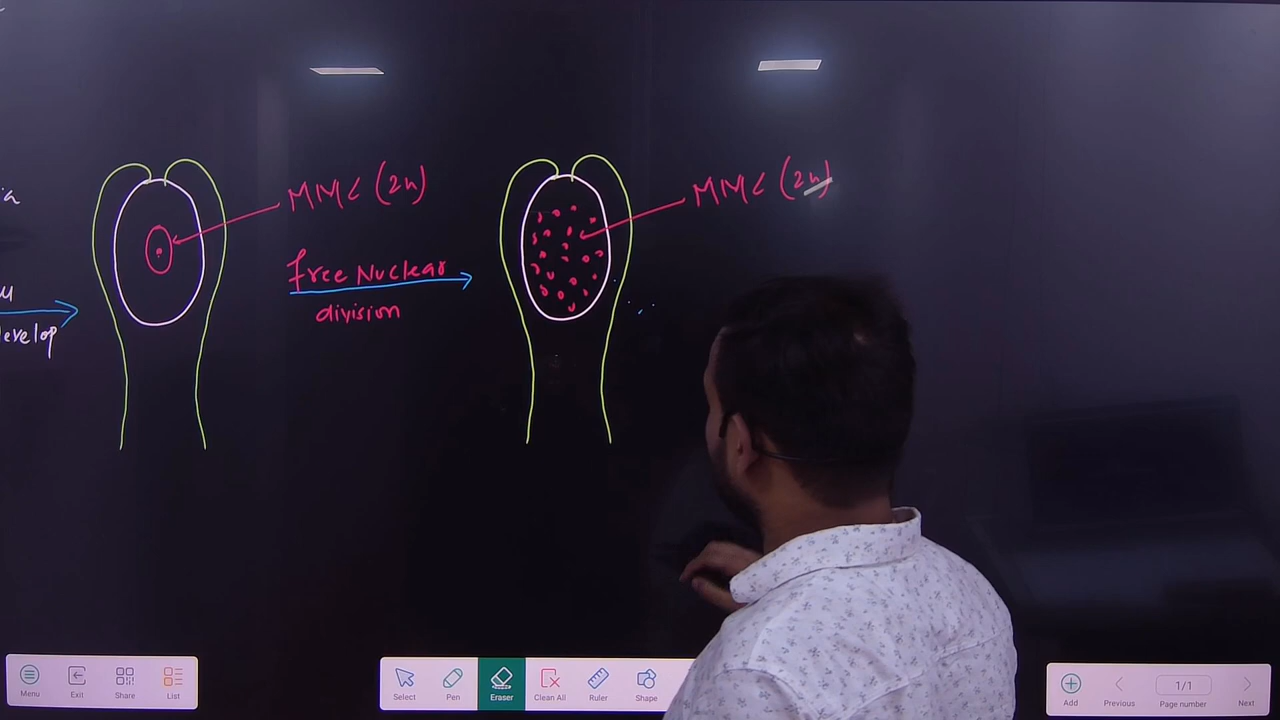 ia
MMC (2n)
MMC (2n)
Free Nuclear
division
u
evelop
Menu
Exit
Share
List
Select
Pen
Eraser
Clean All
Ruler
Shape
Add
Previous
1/1
Page number
Next